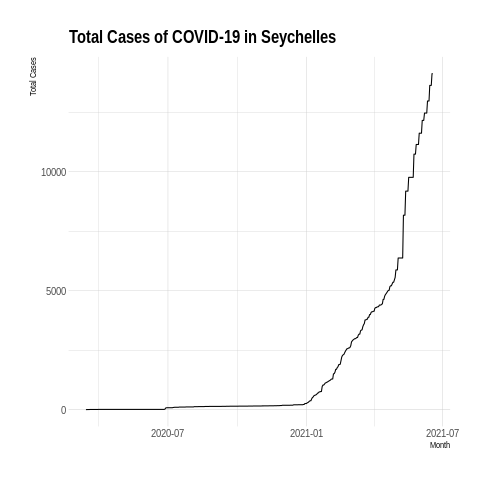 Total Cases of COVID-19 in Seychelles
Total Cases
10000
5000
0
2020-07
2021-01
2021-07
Month